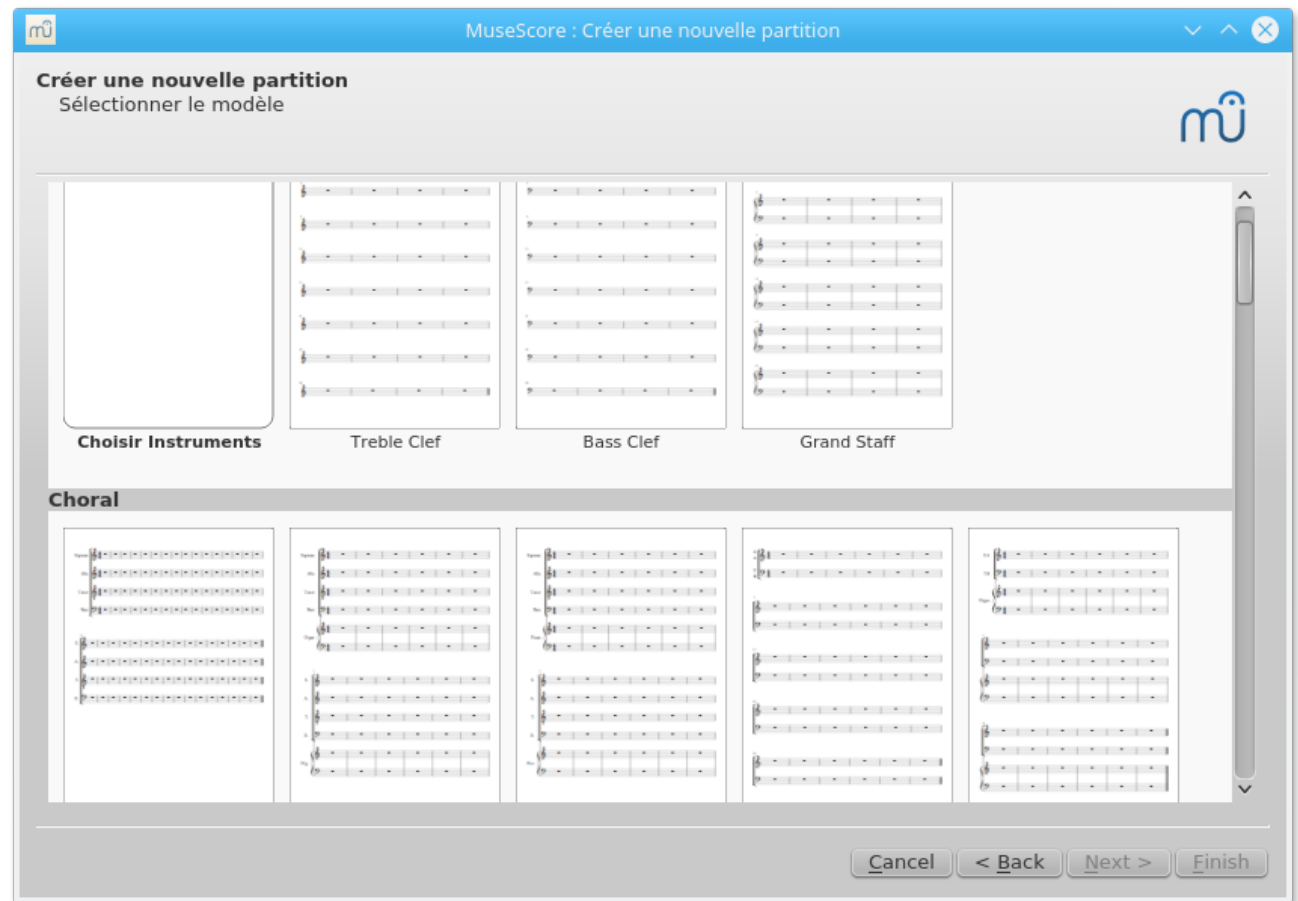 MuseScore : Créer une nouvelle partition
Créer une nouvelle partition
Sélectionner le modèle
Choisir Instruments
Treble Clef
Bass Clef
Grand Staff
Choral
Cancel
< Back
Next >
Finish